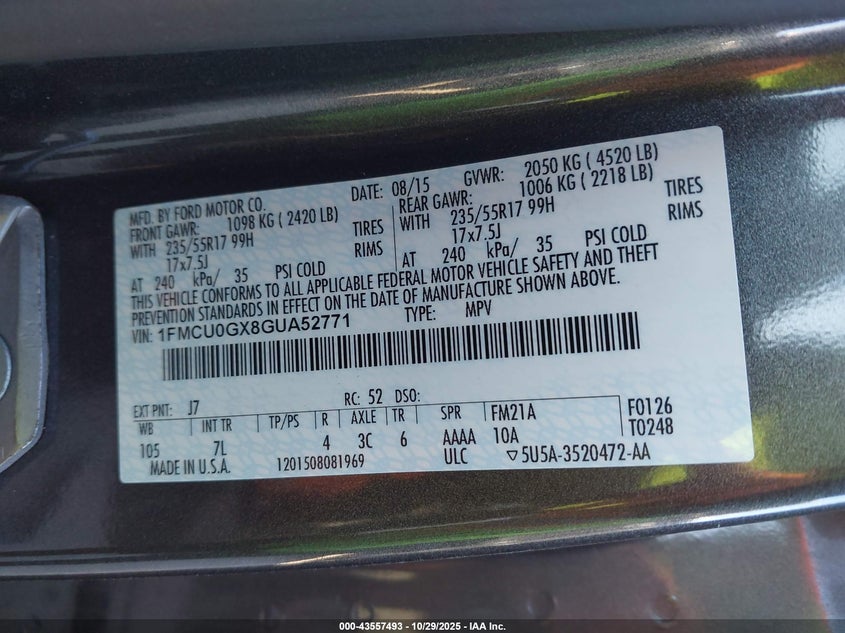 MFD. BY FORD MOTOR CO.
DATE: 08/15 GVWR: 2050 KG ( 4520 LB)
FRONT GAWR: 1098 KG ( 2420 LB) REAR GAWR: 1006 KG ( 2218 LB)
WITH 235/55R17 99H TIRES WITH 235/55R17 99H TIRES
17x7.5J RIMS 17x7.5J RIMS
AT 240 kPa/ 35 PSI COLD AT 240 kPa/ 35 PSI COLD
THIS VEHICLE CONFORMS TO ALL APPLICABLE FEDERAL MOTOR VEHICLE SAFETY AND THEFT
PREVENTION STANDARDS IN EFFECT ON THE DATE OF MANUFACTURE SHOWN ABOVE.
VIN: 1FMCU0GX8GUA52771 TYPE: MPV
EXT PNT: J7 RC: 52 DSO:
WB INT TR TP/PS R AXLE TR SPR FM21A F0126
105 7L 4 3C 6 AAAA 10A T0248
MADE IN U.S.A. 1201508081969 ULC ▽5U5A-3520472-AA
000-43557493 • 10/29/2025 • IAA Inc.